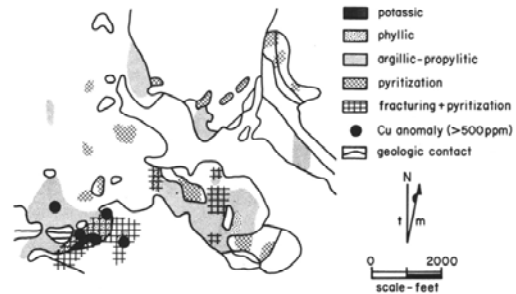 potassic
phyllic
argillic-propylitic
pyritization
fracturing + pyritization
Cu anomaly (>500ppm)
geologic contact
N
t m
0 2000
scale-feet